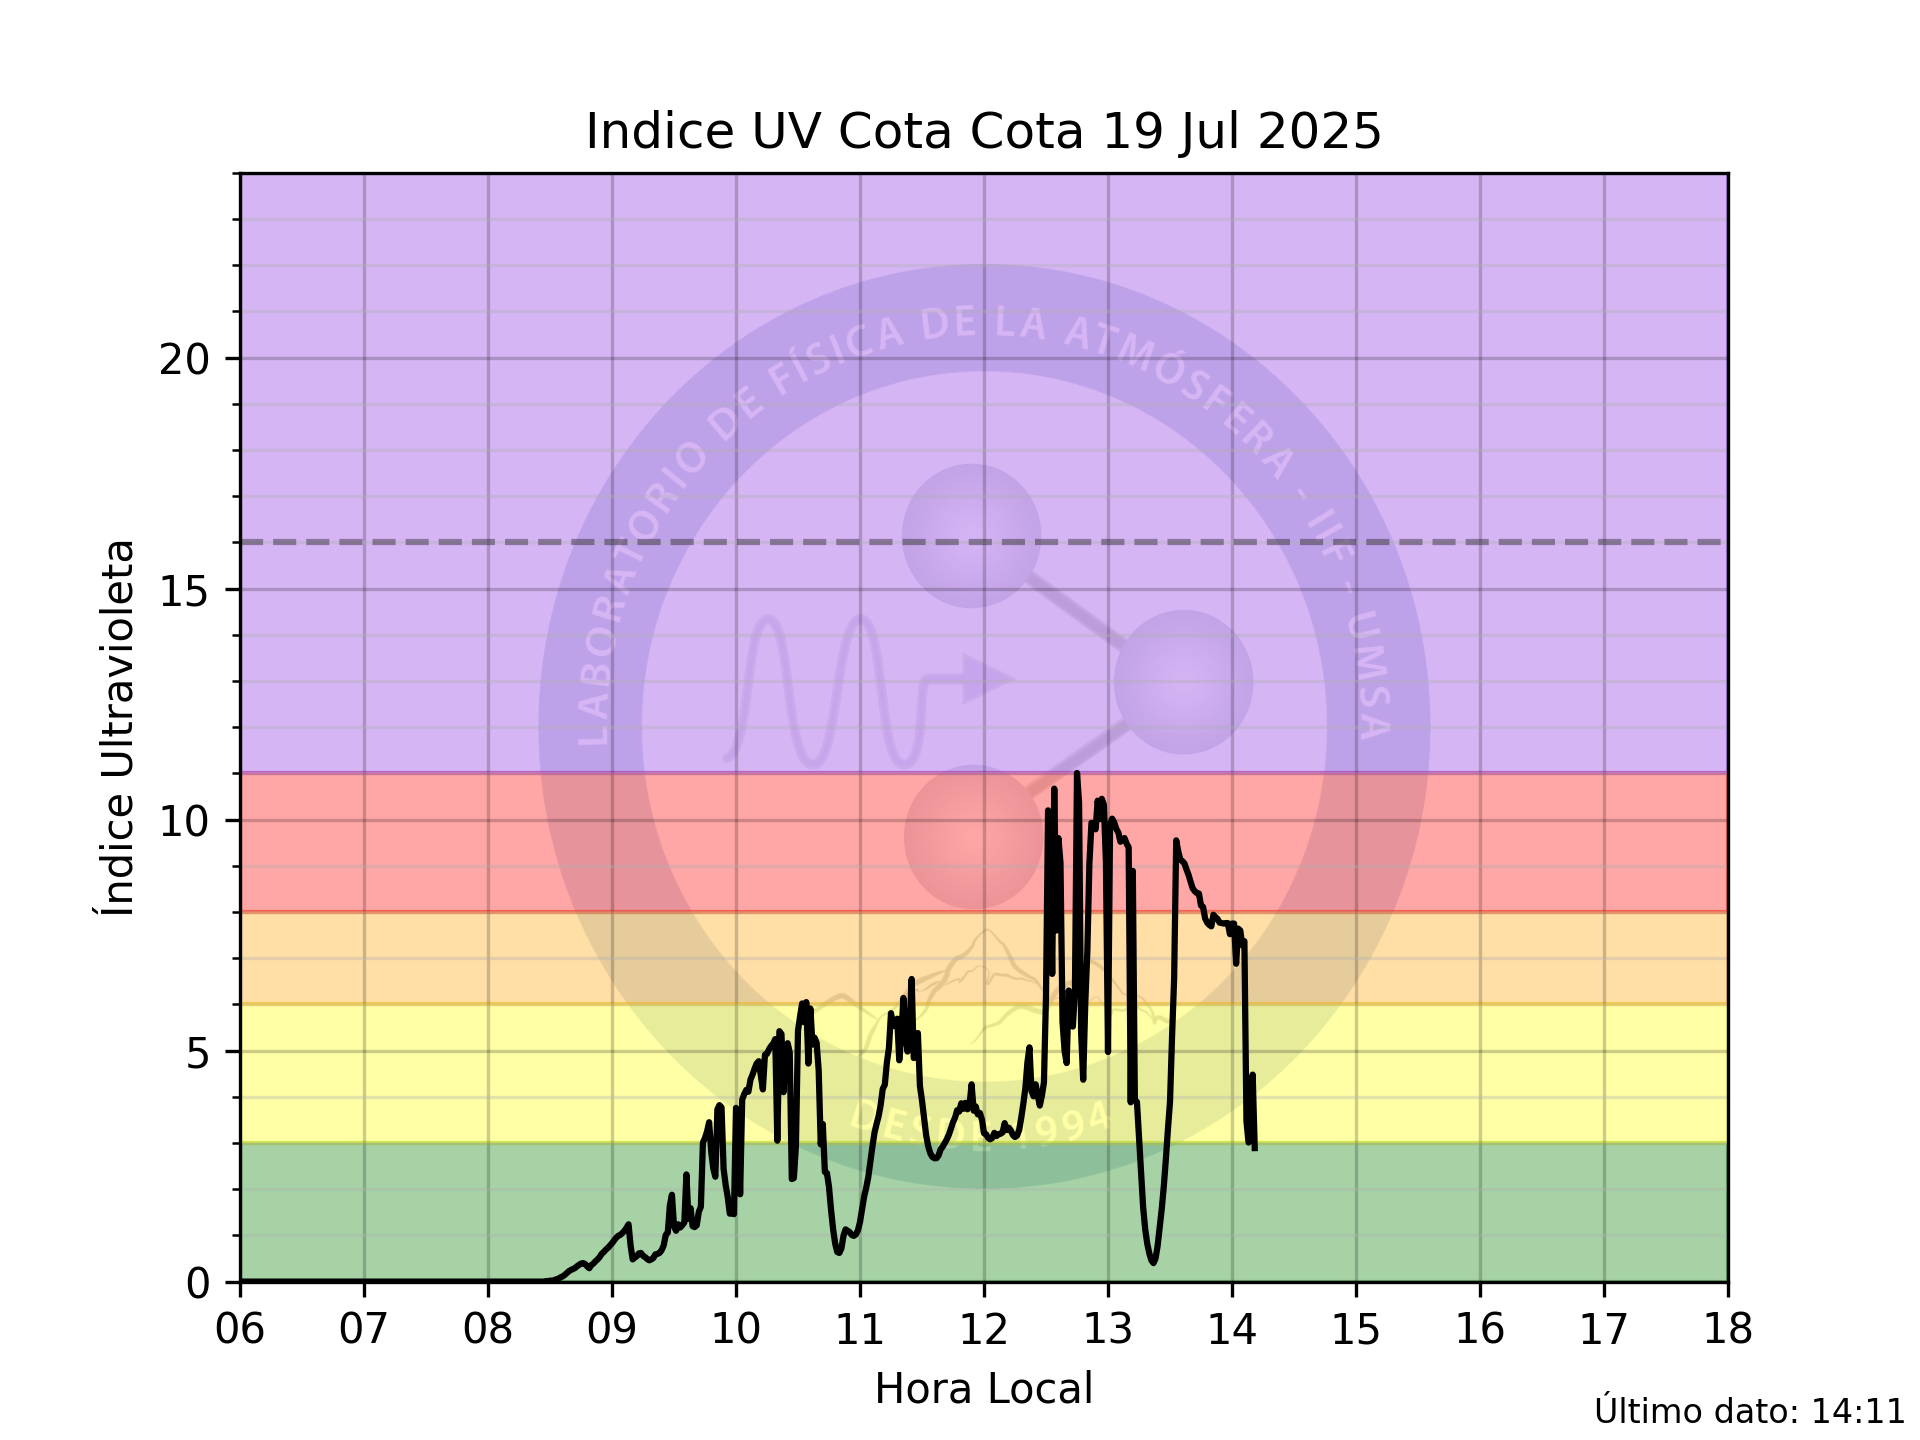 Indice UV Cota Cota 19 Jul 2025
Índice Ultravioleta
20
15
10
5
0
LABORATORIO DE FÍSICA DE LA ATMÓSFERA - IIF - UMSA
DESDE 1994
06 07 08 09 10 11 12 13 14 15 16 17 18
Hora Local
Último dato: 14:11